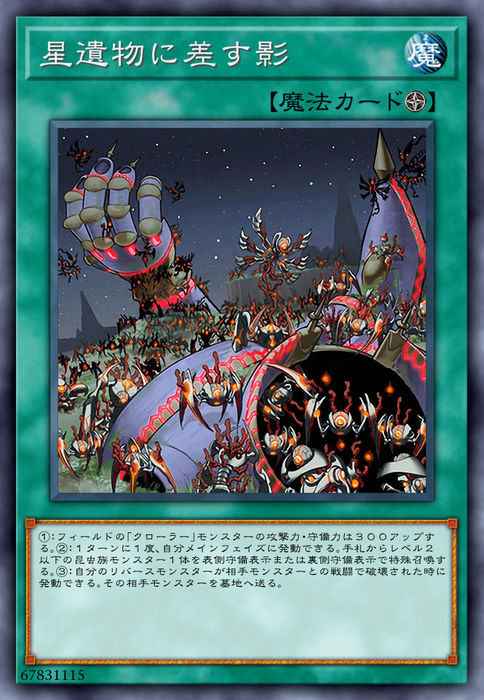 星遺物に差す影
魔
【魔法カード】
①:フィールドの「クローラー」モンスターの攻撃力・守備力は３００アップす
る。②:１ターンに１度、自分メインフェイズに発動できる。手札からレベル２
以下の昆虫族モンスター１体を表側守備表示または裏側守備表示で特殊召喚す
る。③:自分のリバースモンスターが相手モンスターとの戦闘で破壊された時に
発動できる。その相手モンスターを墓地へ送る。
67831115